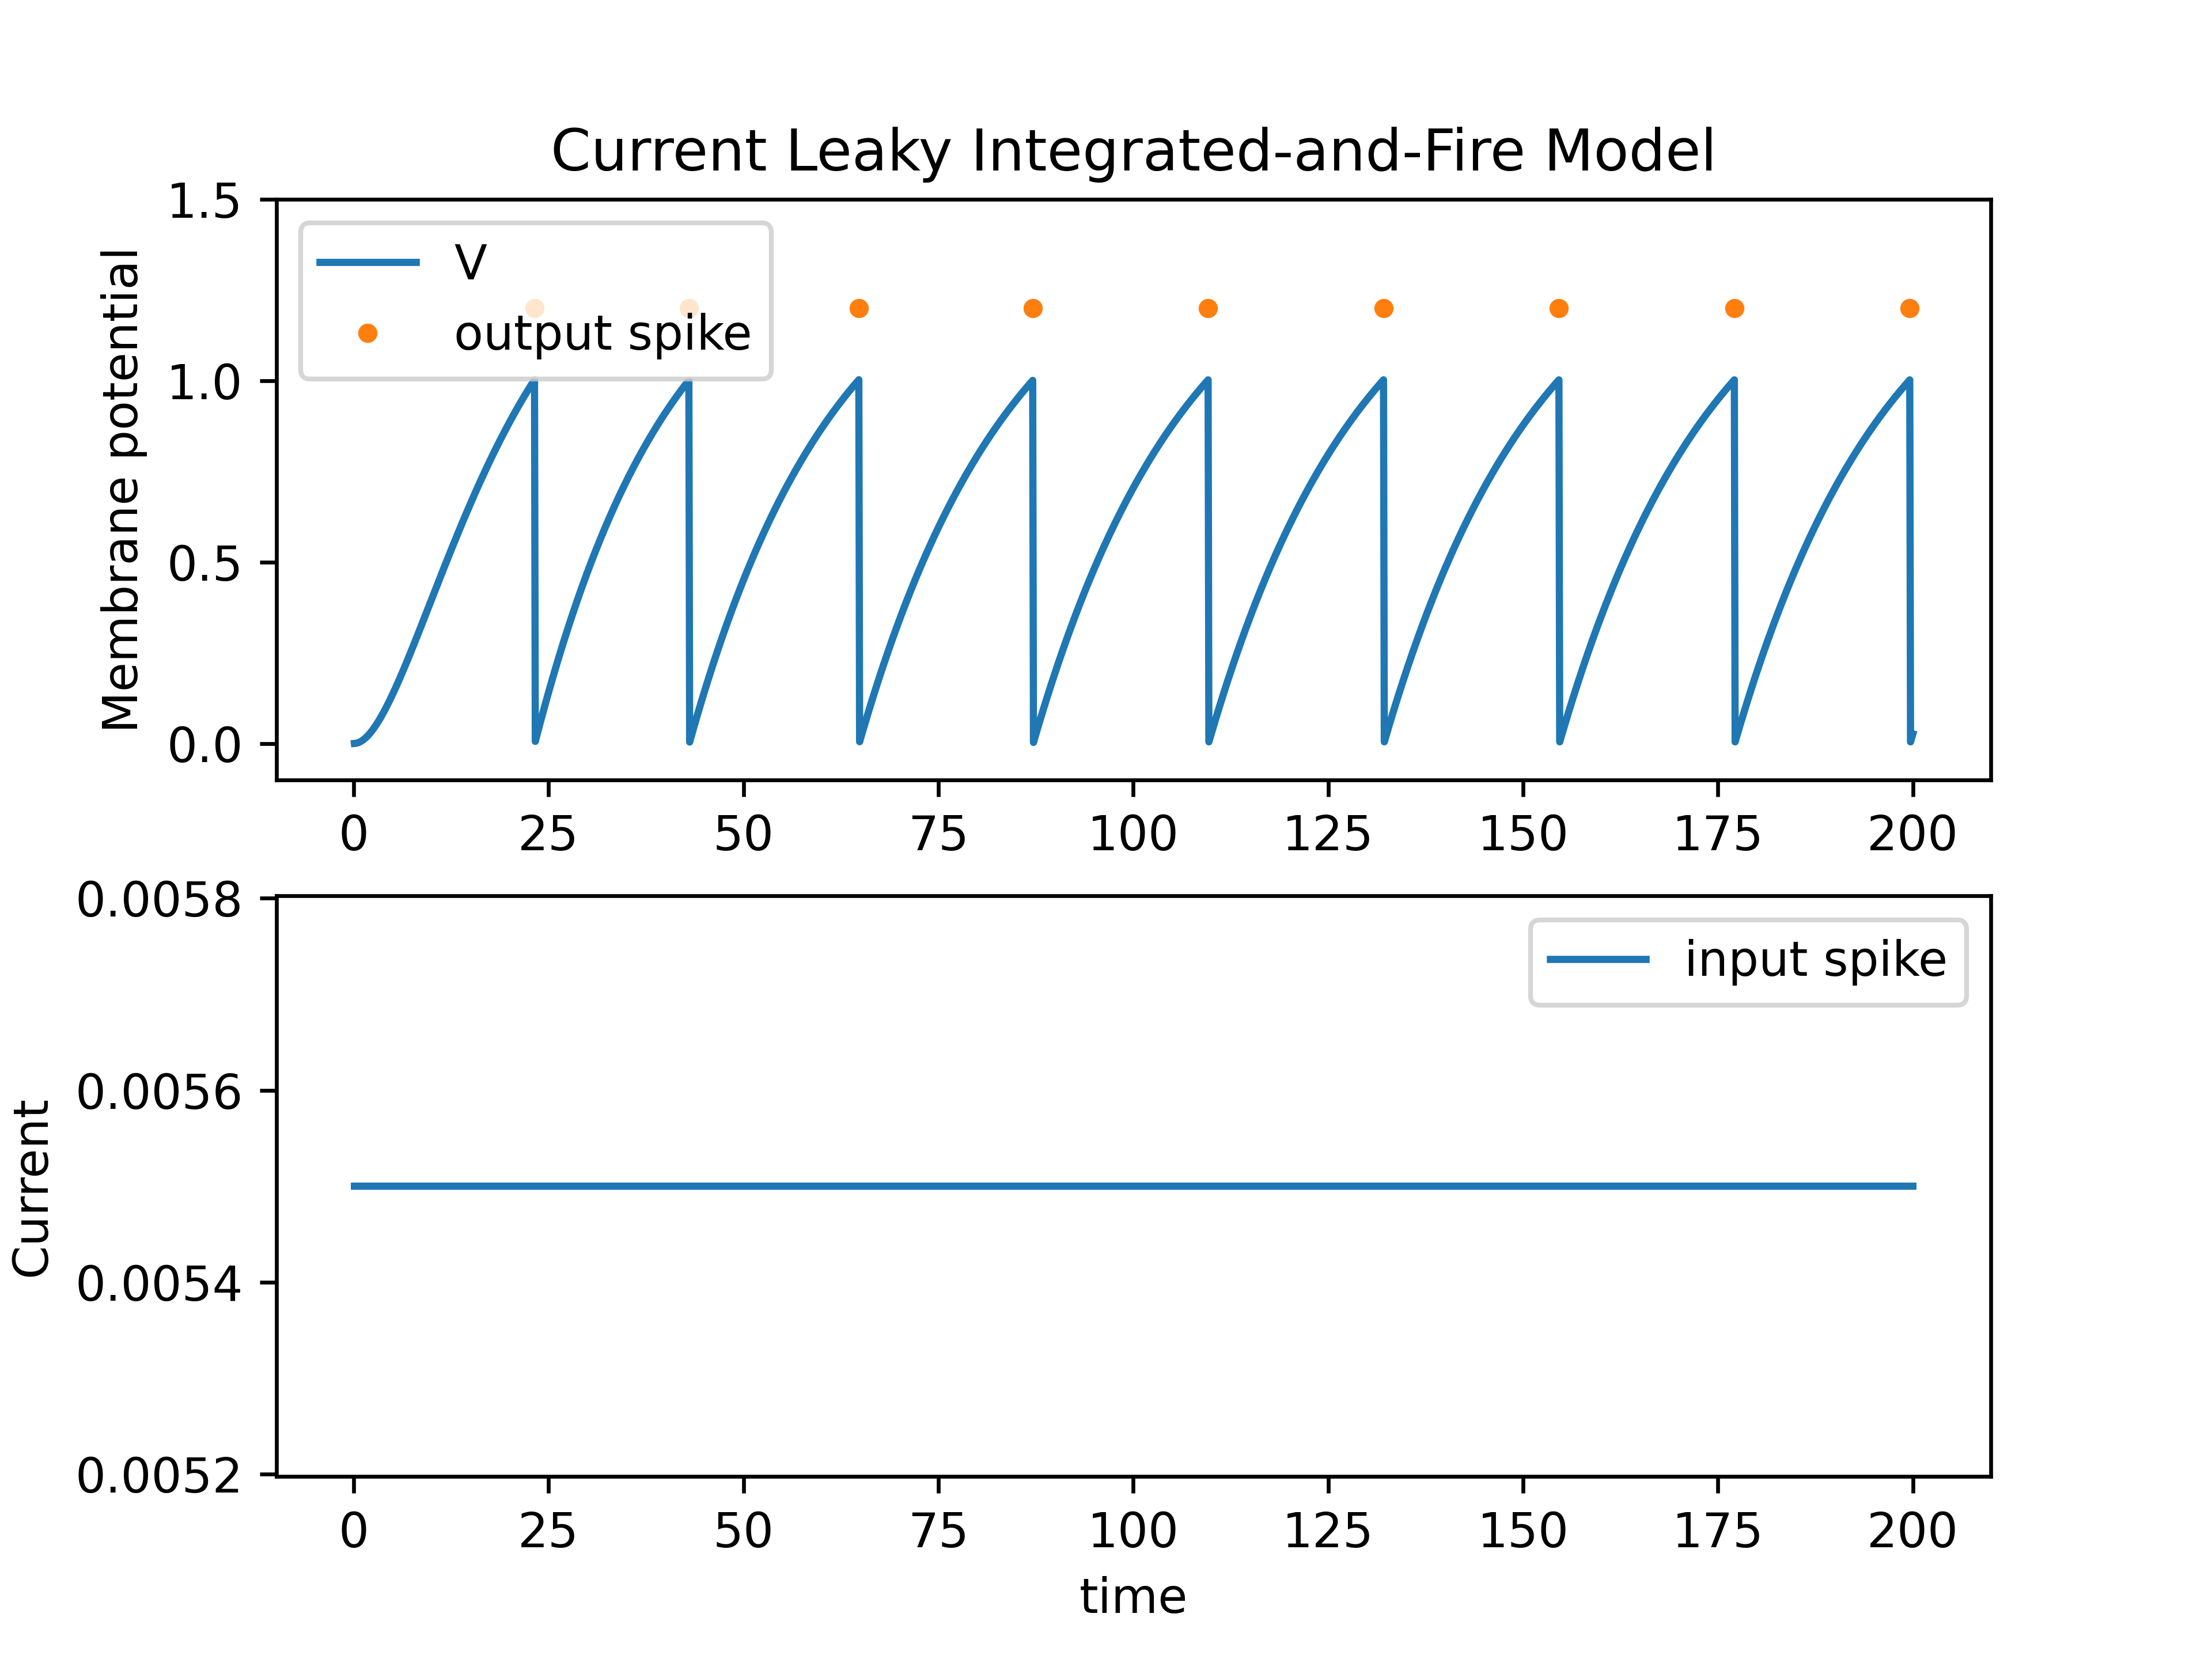 Current Leaky Integrated-and-Fire Model
Membrane potential
1.5
1.0
0.5
0.0
V
output spike
0 25 50 75 100 125 150 175 200
Current
0.0058
0.0056
0.0054
0.0052
input spike
0 25 50 75 100 125 150 175 200
time